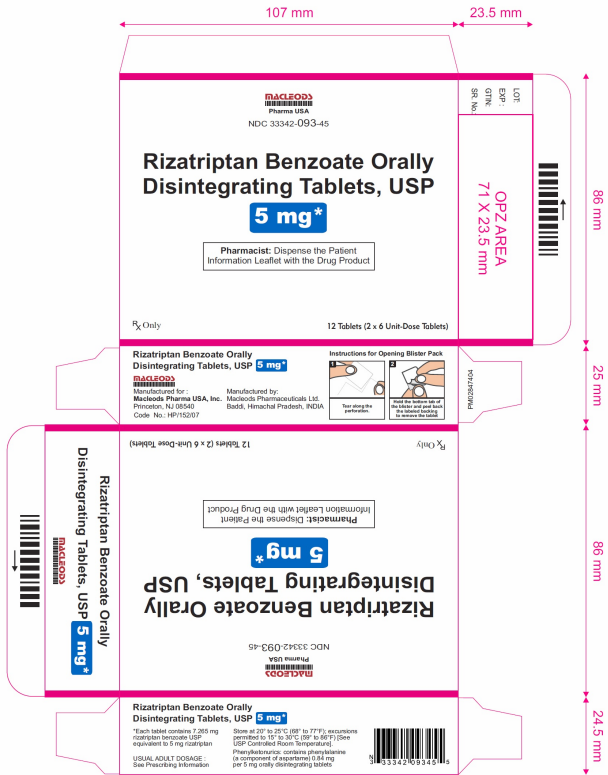 107 mm
23.5 mm
MACLEODS
Pharma USA
NDC 33342-093-45
Rizatriptan Benzoate Orally
Disintegrating Tablets, USP
5 mg*
Pharmacist: Dispense the Patient
Information Leaflet with the Drug Product
Rx Only
12 Tablets (2 x 6 Unit-Dose Tablets)
LOT:
EXP :
GTIN:
SR. No.:
OPZ AREA
71 X 23.5 mm
86 mm
Rizatriptan Benzoate Orally
Disintegrating Tablets, USP 5 mg*
MACLEODS
Manufactured for :
Macleods Pharma USA, Inc.
Princeton, NJ 08540
Code No.: HP/152/07
Manufactured by:
Macleods Pharmaceuticals Ltd.
Baddi, Himachal Pradesh, INDIA
Instructions for Opening Blister Pack
1
Tear along the
perforation.
2
Hold the bottom tab of
the blister and peel back
the labeled backing
to remove the tablet
PM02847404
25 mm
Rizatriptan Benzoate Orally
Disintegrating Tablets, USP 5 mg*
MACLEODS
MACLEODS
Pharma USA
NDC 33342-093-45
Rizatriptan Benzoate Orally
Disintegrating Tablets, USP
5 mg*
Pharmacist: Dispense the Patient
Information Leaflet with the Drug Product
Rx Only
12 Tablets (2 x 6 Unit-Dose Tablets)
86 mm
Rizatriptan Benzoate Orally
Disintegrating Tablets, USP 5 mg*
*Each tablet contains 7.265 mg
rizatriptan benzoate USP
equivalent to 5 mg rizatriptan
USUAL ADULT DOSAGE :
See Prescribing Information
Store at 20° to 25°C (68° to 77°F); excursions
permitted to 15° to 30°C (59° to 86°F) [See
USP Controlled Room Temperature].
Phenylketonurics: contains phenylalanine
(a component of aspartame) 0.84 mg
per 5 mg orally disintegrating tablets
N
3 33342 09345 5
24.5 mm